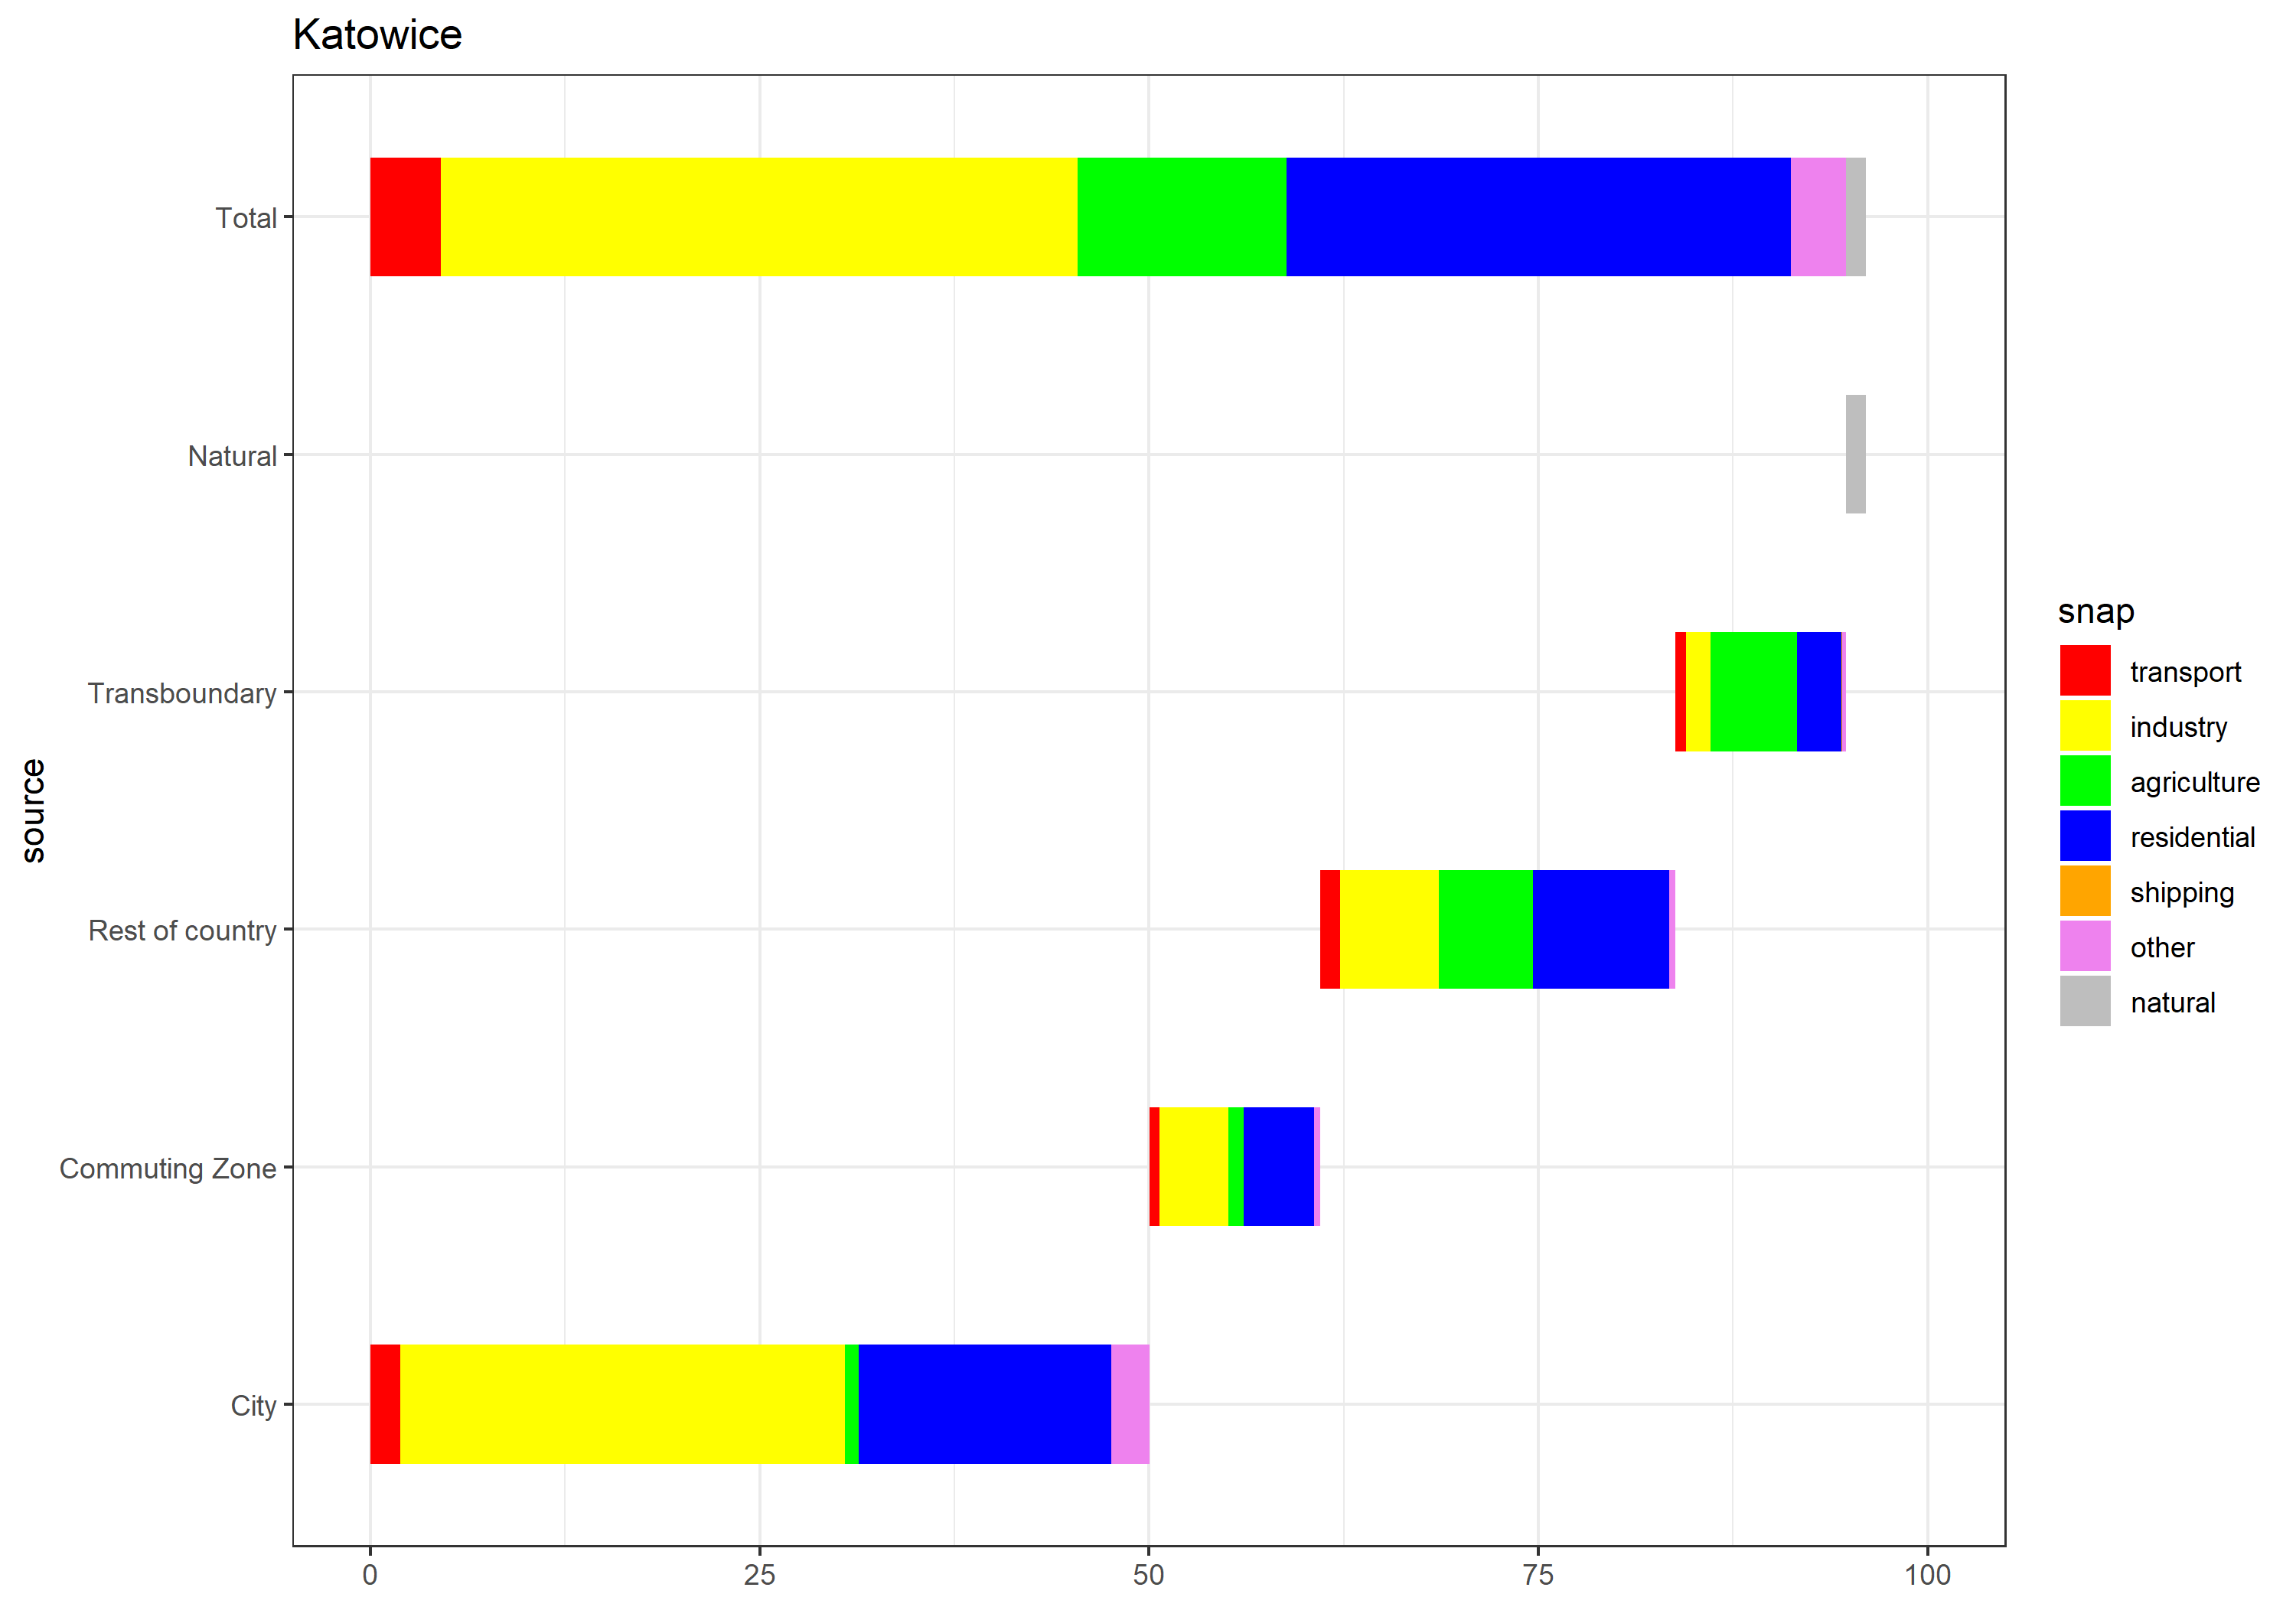 Katowice
Total
Natural
Transboundary
Rest of country
Commuting Zone
City
source
0 25 50 75 100
snap
transport
industry
agriculture
residential
shipping
other
natural